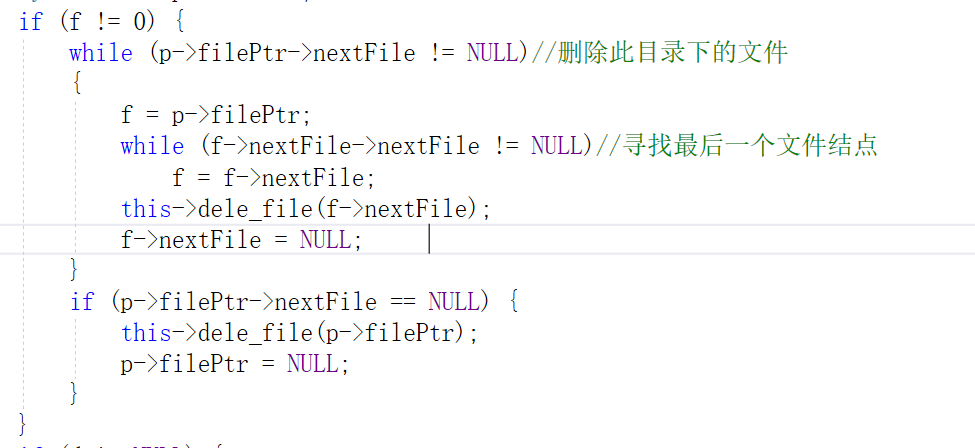 if (f != 0) {
while (p->filePtr->nextFile != NULL)//删除此目录下的文件
{
f = p->filePtr;
while (f->nextFile->nextFile != NULL)//寻找最后一个文件结点
f = f->nextFile;
this->dele_file(f->nextFile);
f->nextFile = NULL;
}
if (p->filePtr->nextFile == NULL) {
this->dele_file(p->filePtr);
p->filePtr = NULL;
}
}